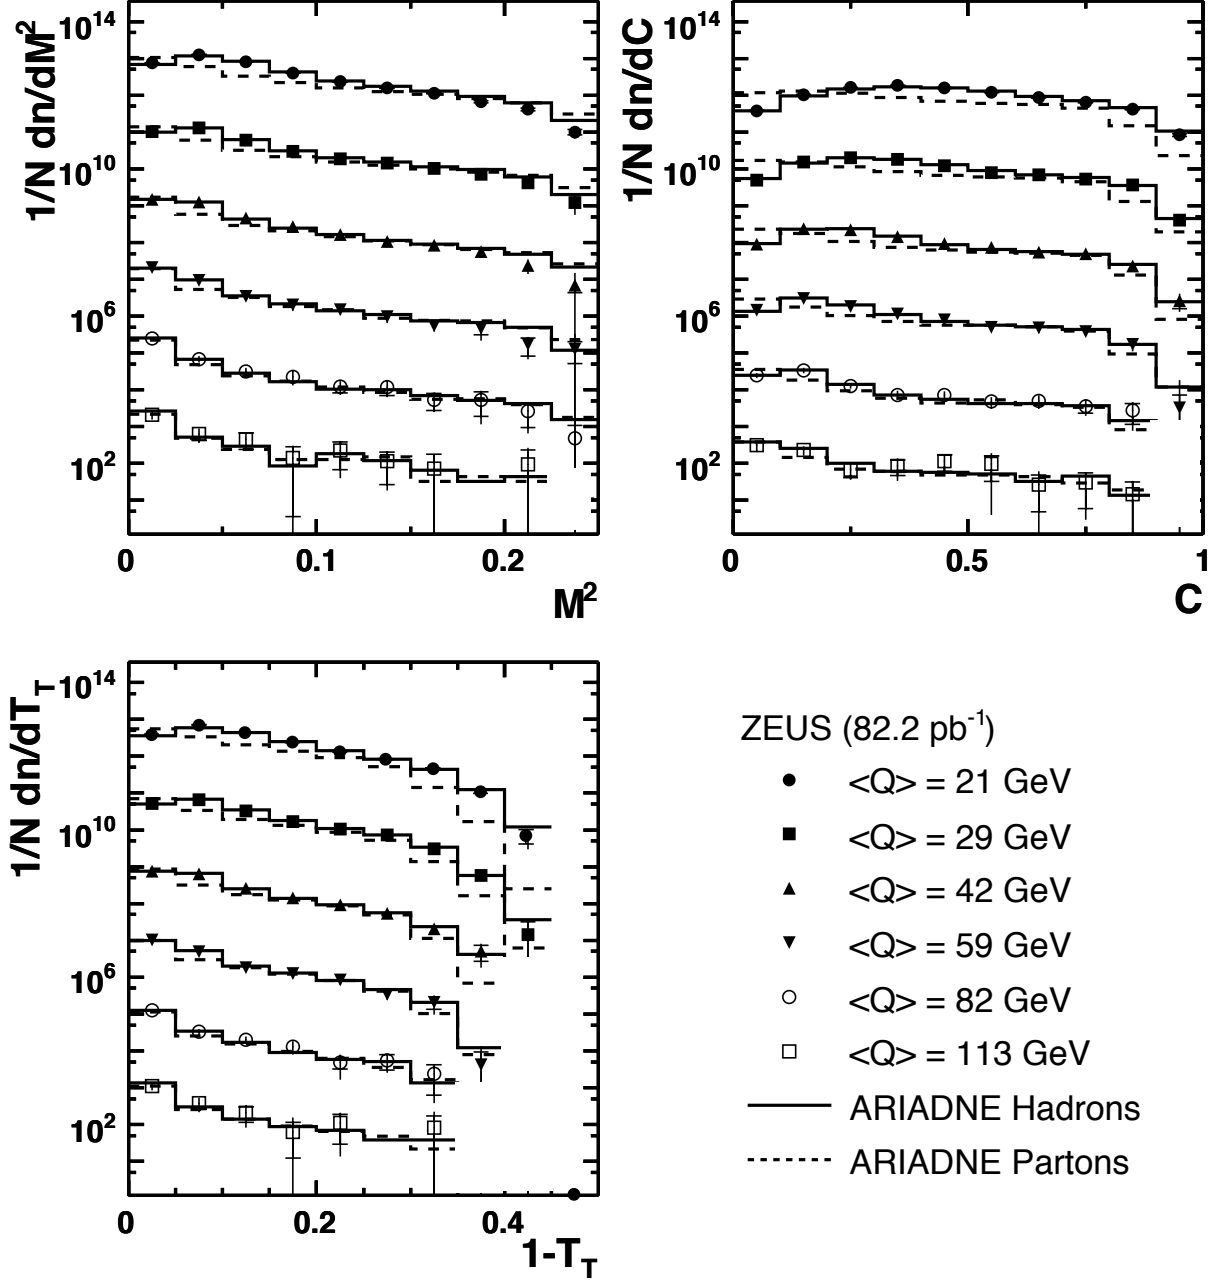 1/N dn/dM²
10¹⁴
10¹⁰
10⁶
10²
0 0.1 0.2
M²
1/N dn/dC
10¹⁴
10¹⁰
10⁶
10²
0 0.5 1
C
1/N dn/dT_T
10¹⁴
10¹⁰
10⁶
10²
0 0.2 0.4
1-T_T
ZEUS (82.2 pb⁻¹)
<Q> = 21 GeV
<Q> = 29 GeV
<Q> = 42 GeV
<Q> = 59 GeV
<Q> = 82 GeV
<Q> = 113 GeV
ARIADNE Hadrons
ARIADNE Partons